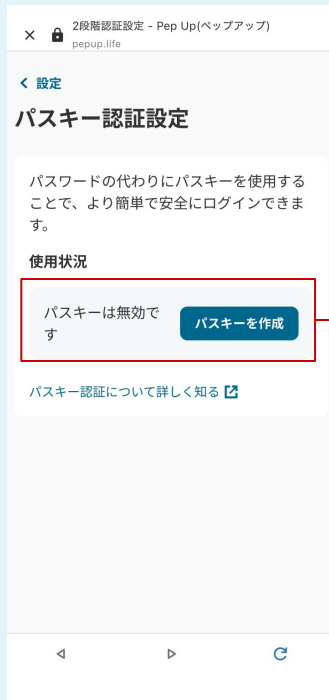 2段階認証設定 - Pep Up(ペップアップ)
pepup.life
設定
パスキー認証設定
パスワードの代わりにパスキーを使用する
ことで、より簡単で安全にログインできま
す。
使用状況
パスキーは無効で
す
パスキーを作成
パスキー認証について詳しく知る